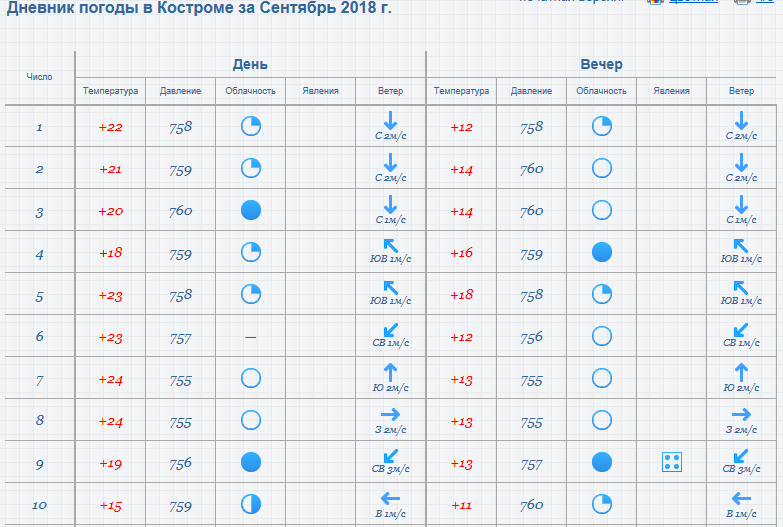 Дневник погоды в Костроме за Сентябрь 2018 г.
Число День Вечер
Температура Давление Облачность Явления Ветер Температура Давление Облачность Явления Ветер
1 +22 758 С 2м/с +12 758 С 2м/с
2 +21 759 С 2м/с +14 760 С 2м/с
3 +20 760 С 1м/с +14 760 С 1м/с
4 +18 759 ЮВ 1м/с +16 759 ЮВ 1м/с
5 +23 758 ЮВ 1м/с +18 758 ЮВ 1м/с
6 +23 757 — СВ 1м/с +12 756 СВ 1м/с
7 +24 755 Ю 2м/с +13 755 Ю 2м/с
8 +24 755 З 2м/с +13 755 З 2м/с
9 +19 756 СВ 3м/с +13 757 СВ 3м/с
10 +15 759 В 1м/с +11 760 В 1м/с